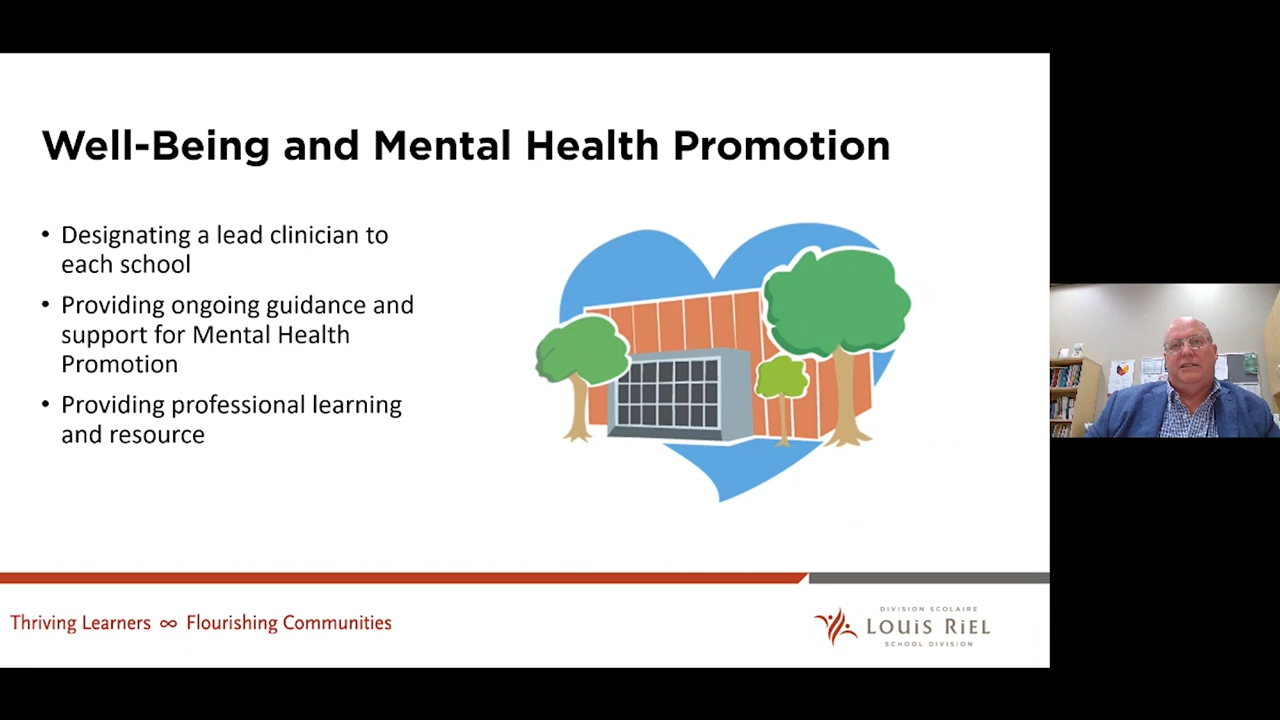 Well-Being and Mental Health Promotion
• Designating a lead clinician to
each school
• Providing ongoing guidance and
support for Mental Health
Promotion
• Providing professional learning
and resource
Thriving Learners ∞ Flourishing Communities
DIVISION SCOLAIRE
LOUIS RIEL
SCHOOL DIVISION